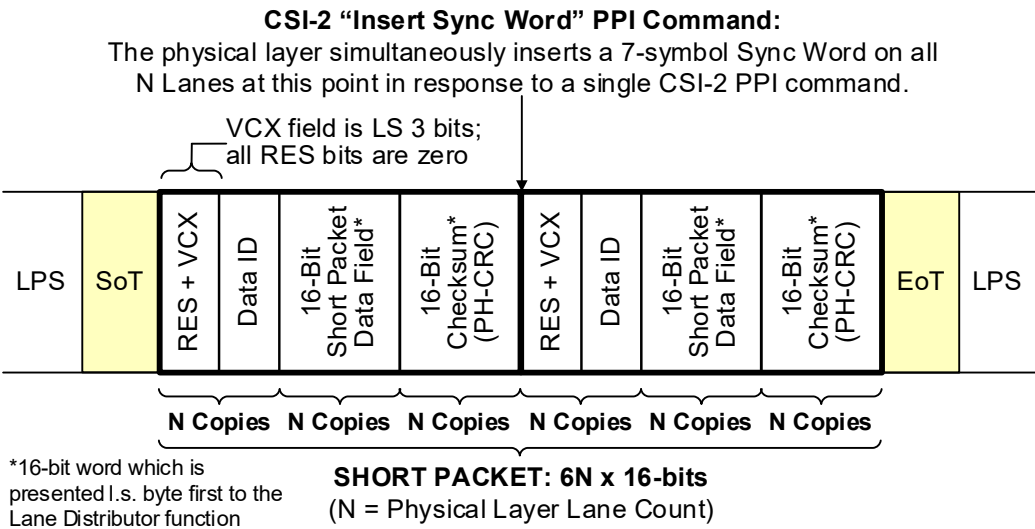 CSI-2 “Insert Sync Word” PPI Command:
The physical layer simultaneously inserts a 7-symbol Sync Word on all
N Lanes at this point in response to a single CSI-2 PPI command.
VCX field is LS 3 bits;
all RES bits are zero
LPS
SoT
RES + VCX
Data ID
16-Bit
Short Packet
Data Field*
16-Bit
Checksum*
(PH-CRC)
RES + VCX
Data ID
16-Bit
Short Packet
Data Field*
16-Bit
Checksum*
(PH-CRC)
EoT
LPS
N Copies N Copies N Copies N Copies N Copies N Copies
*16-bit word which is
presented l.s. byte first to the
Lane Distributor function
SHORT PACKET: 6N x 16-bits
(N = Physical Layer Lane Count)